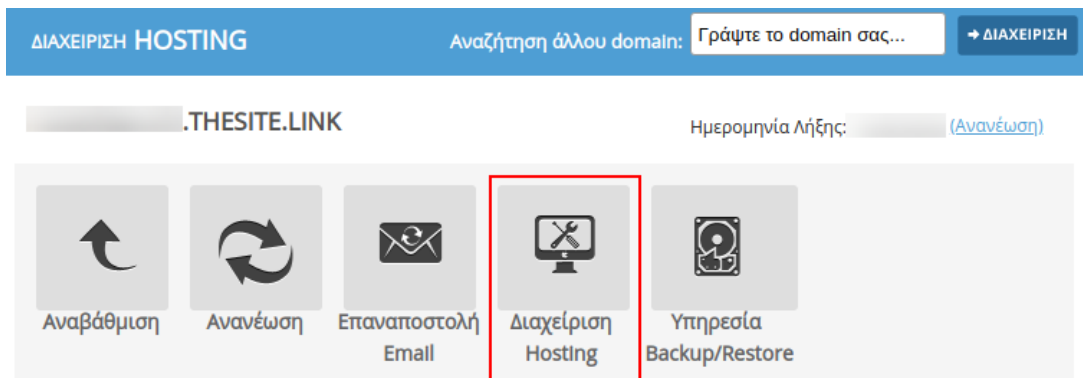 ΔΙΑΧΕΙΡΙΣΗ HOSTING
Αναζήτηση άλλου domain: Γράψτε το domain σας... ➔ ΔΙΑΧΕΙΡΙΣΗ
.THESITE.LINK
Ημερομηνία Λήξης: (Ανανέωση)
Αναβάθμιση Ανανέωση Επαναποστολή Διαχείριση Υπηρεσία
Email Hosting Backup/Restore